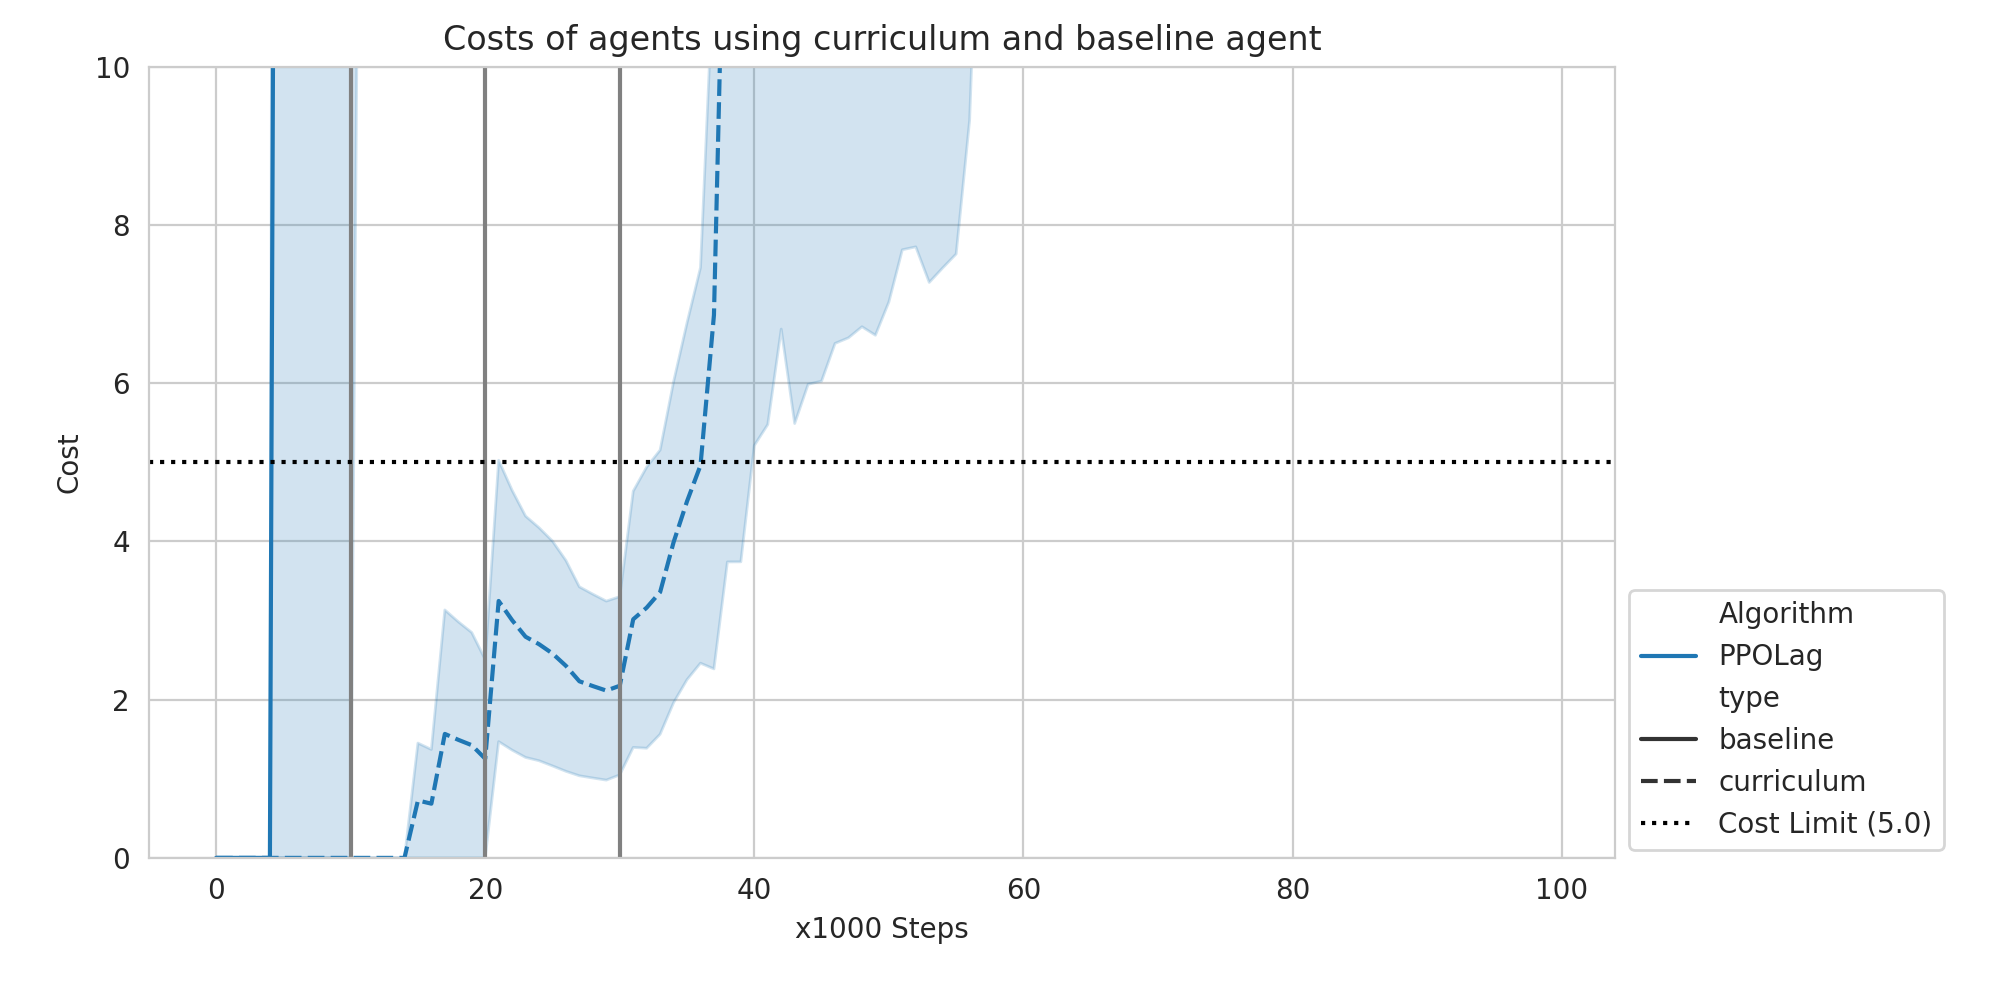 Costs of agents using curriculum and baseline agent
10
8
6
4
2
0
Cost
0 20 40 60 80 100
x1000 Steps
Algorithm
PPOLag
type
baseline
curriculum
Cost Limit (5.0)